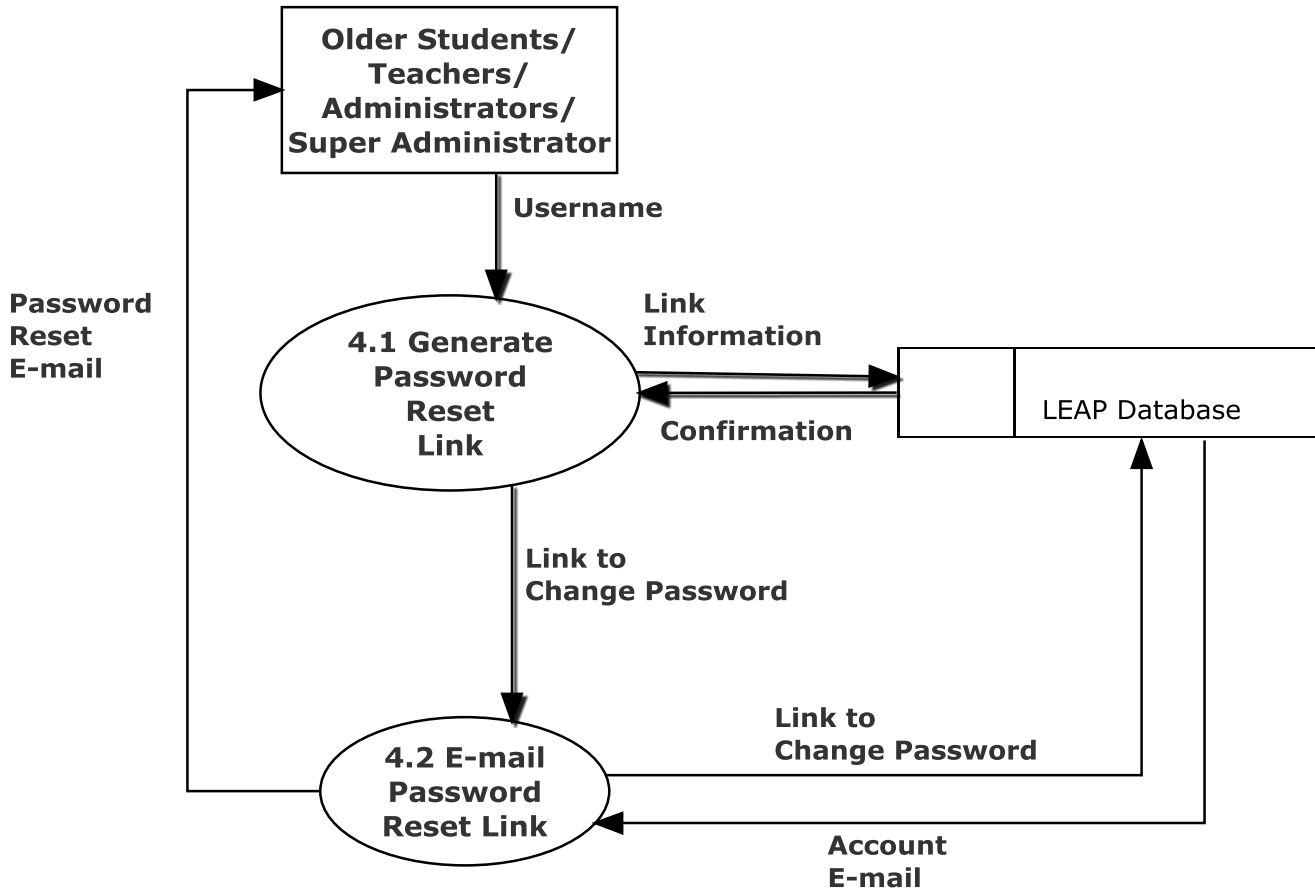 Older Students/
Teachers/
Administrators/
Super Administrator
Username
Password
Reset
E-mail
4.1 Generate
Password
Reset
Link
Link
Information
Confirmation
LEAP Database
Link to
Change Password
4.2 E-mail
Password
Reset Link
Link to
Change Password
Account
E-mail